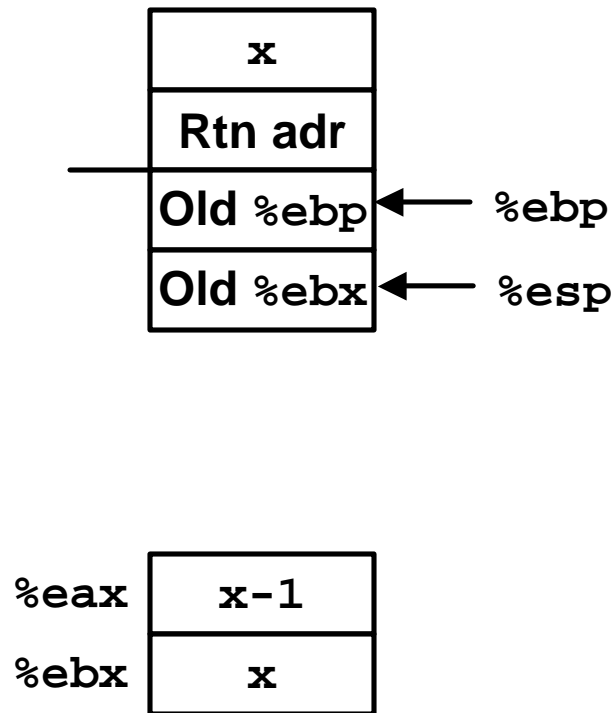 x
Rtn adr
Old %ebp %ebp
Old %ebx %esp
%eax x-1
%ebx x